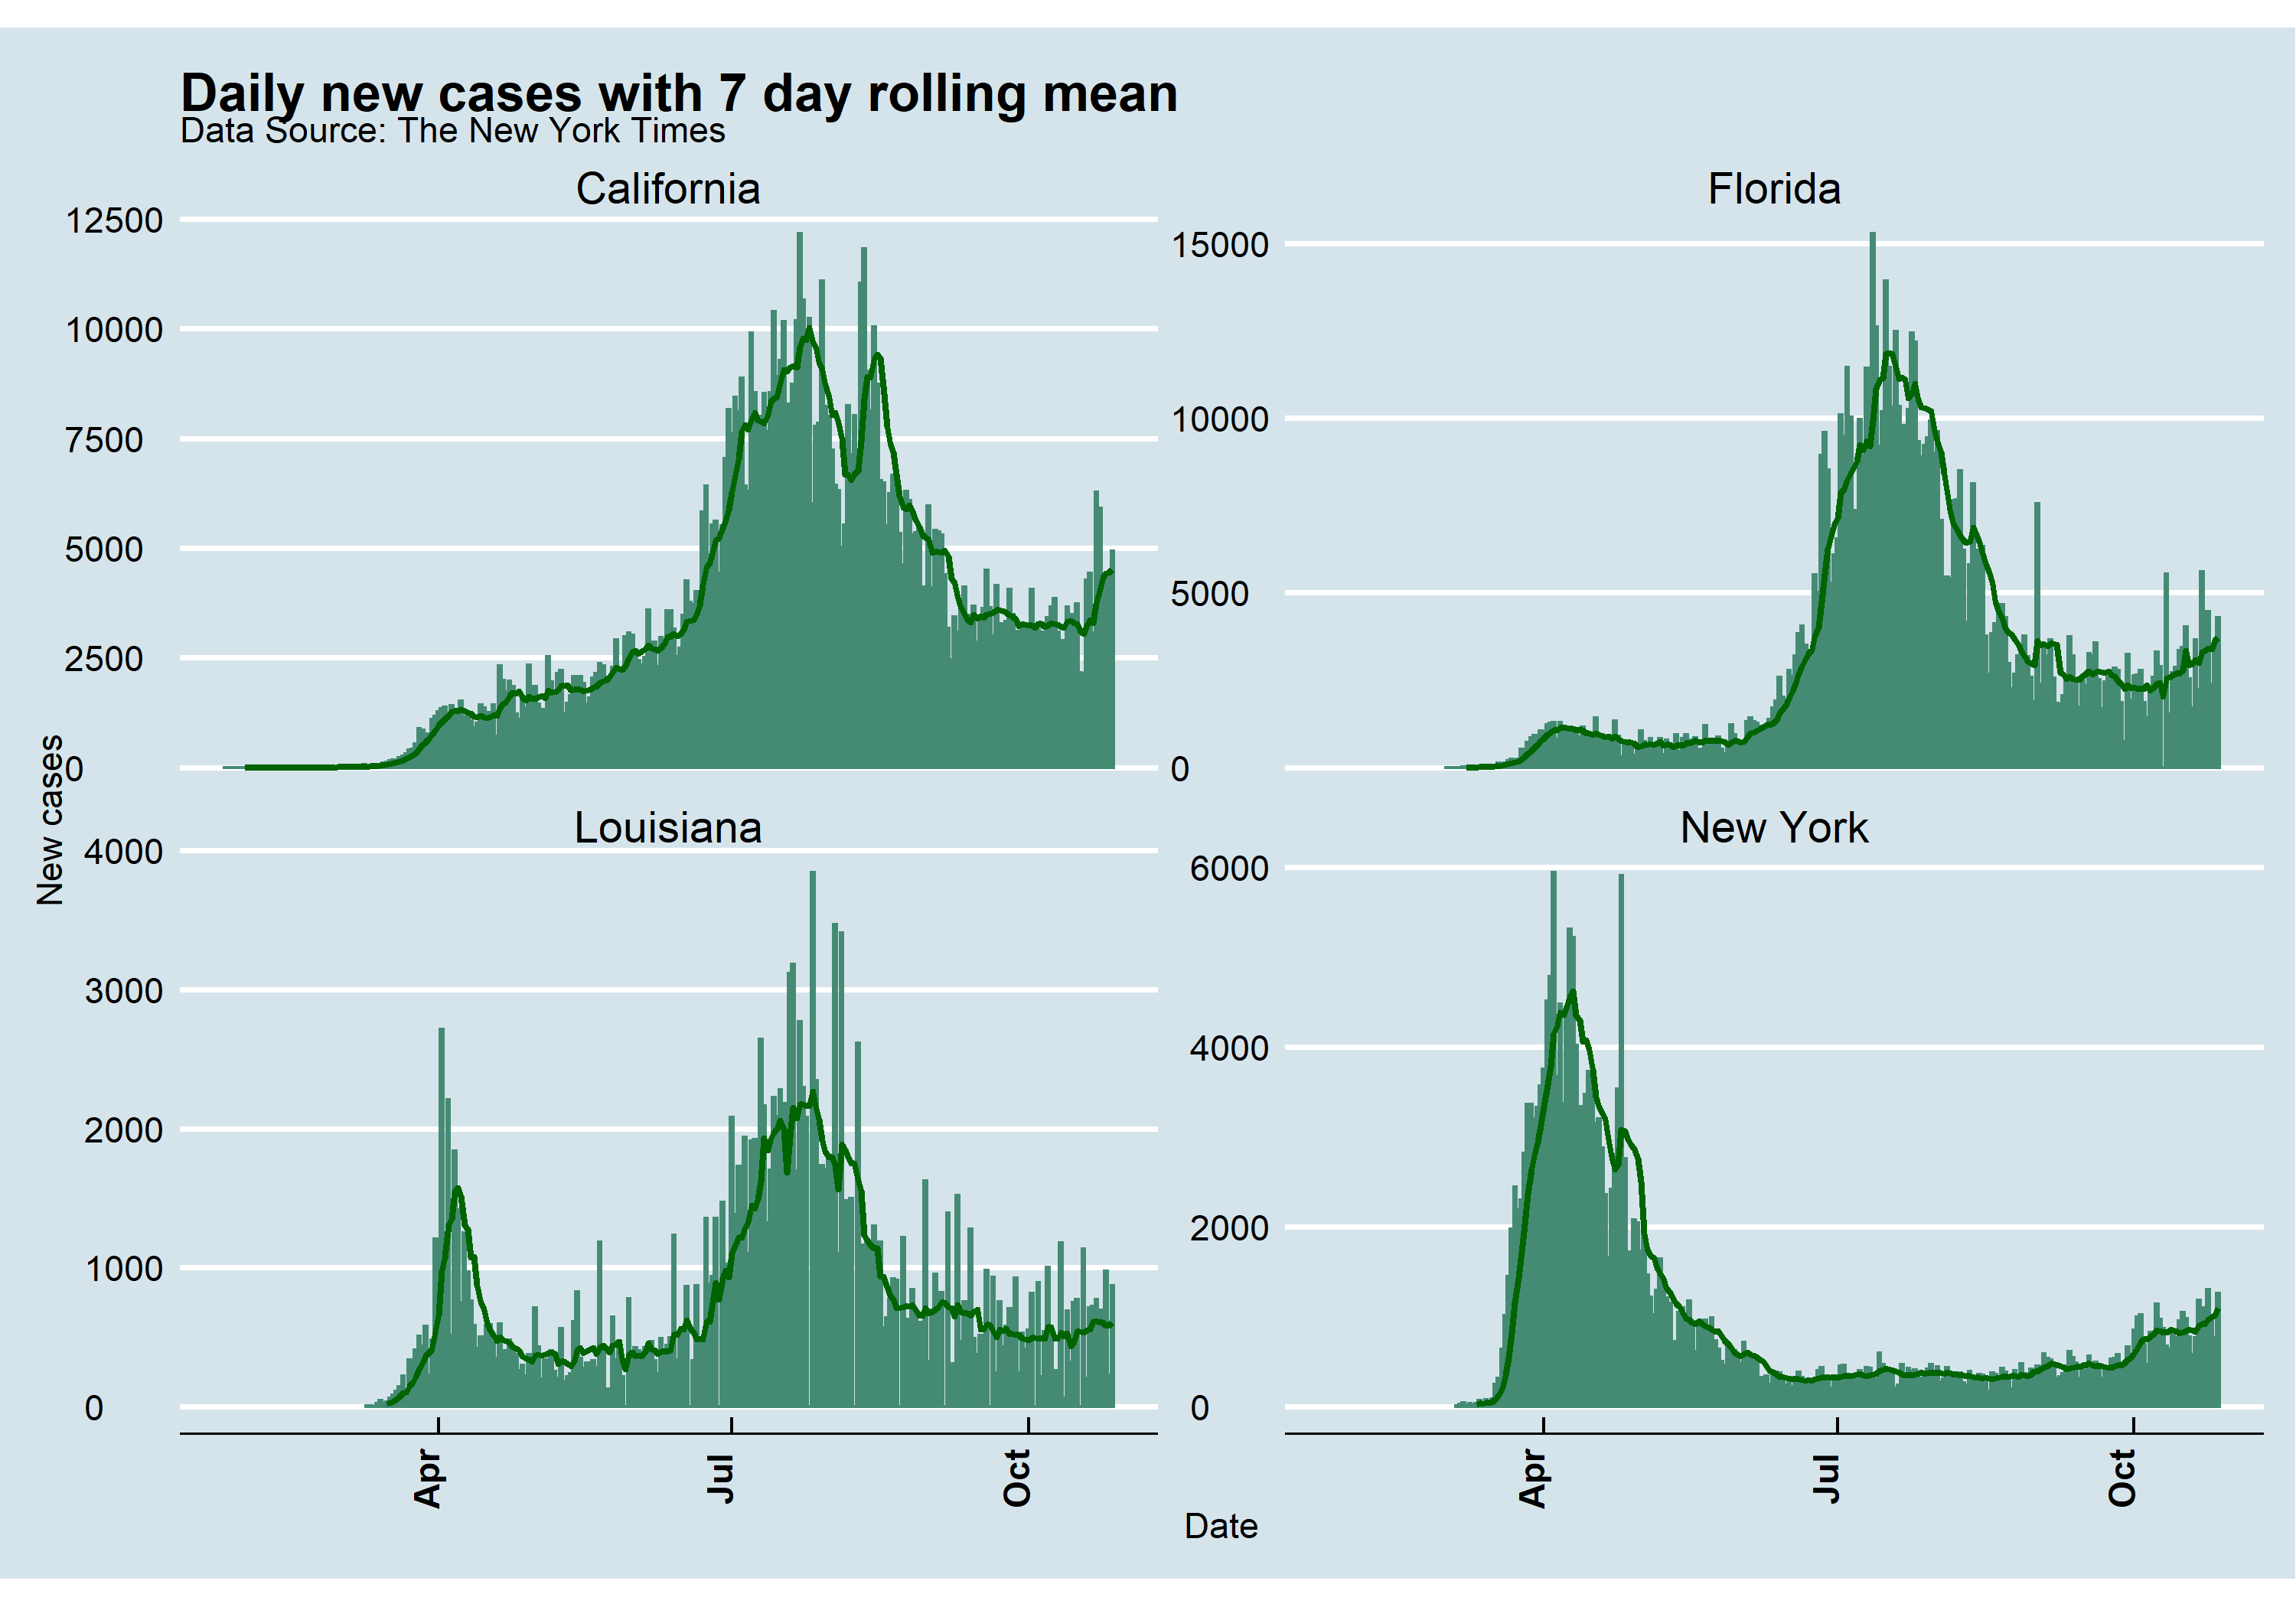 Daily new cases with 7 day rolling mean
Data Source: The New York Times
California
Florida
12500
10000
7500
5000
2500
0
15000
10000
5000
0
New cases
Louisiana
New York
4000
3000
2000
1000
0
6000
4000
2000
0
Apr
Jul
Oct
Apr
Jul
Oct
Date